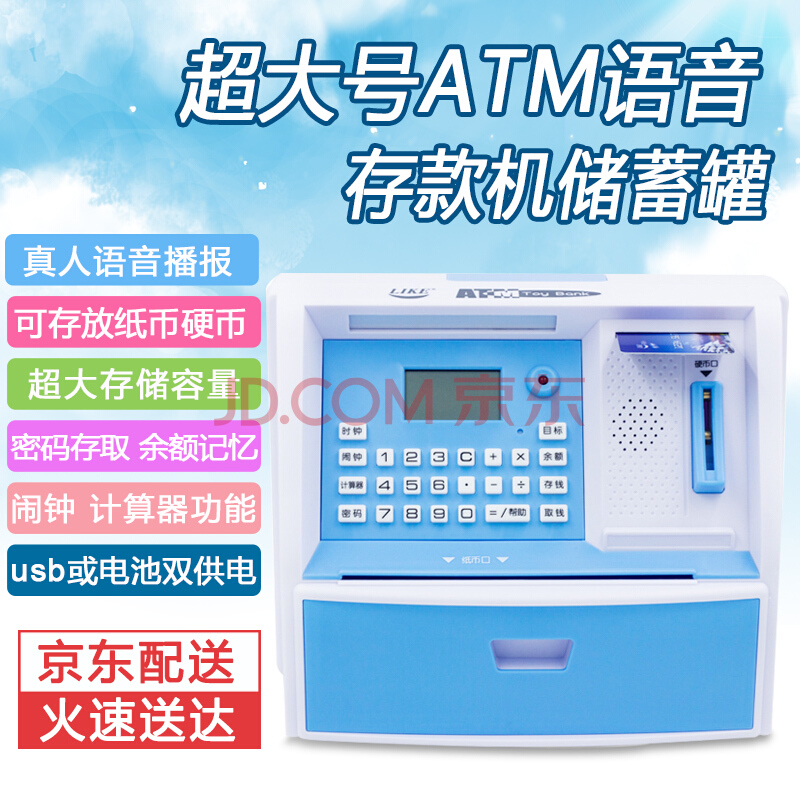 超大号ATM语音
存款机储蓄罐
真人语音播报
可存放纸币硬币
超大存储容量
密码存取 余额记忆
闹钟 计算器功能
usb或电池双供电
京东配送
火速送达
LIKE
ATM Toy Bank
JD.COM 京东
硬币口
时钟 目标
闹钟 1 2 3 C + × 余额
计算器 4 5 6 · - ÷ 存钱
密码 7 8 9 0 =/帮助 取钱
纸币口